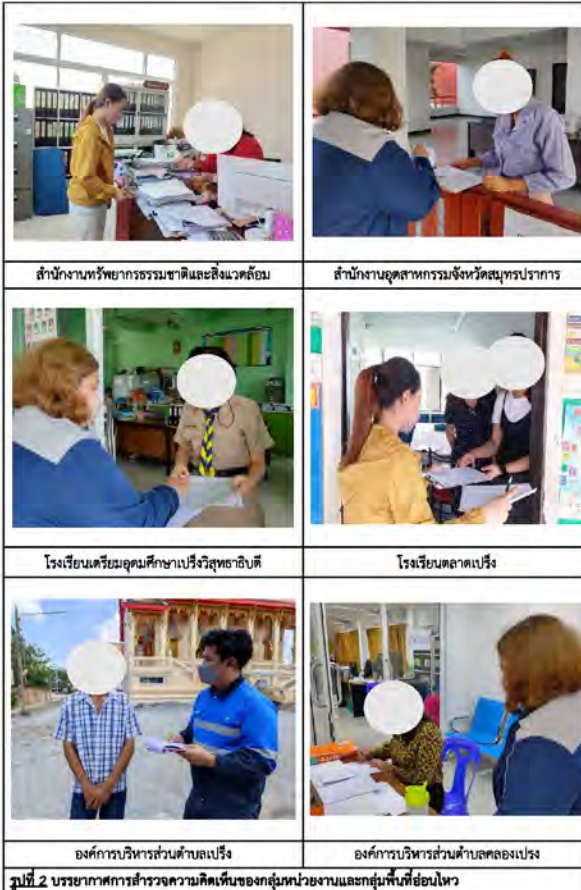 สำนักงานทรัพยากรธรรมชาติและสิ่งแวดล้อม
สำนักงานอุตสาหกรรมจังหวัดสมุทรปราการ
โรงเรียนเตรียมอุดมศึกษาเปร็งวิสุทธาธิบดี
โรงเรียนตลาดเปร็ง
องค์การบริหารส่วนตำบลเปร็ง
องค์การบริหารส่วนตำบลคลองเปรง
รูปที่ 2 บรรยากาศการสำรวจความคิดเห็นของกลุ่มหน่วยงานและกลุ่มพื้นที่อ่อนไหว